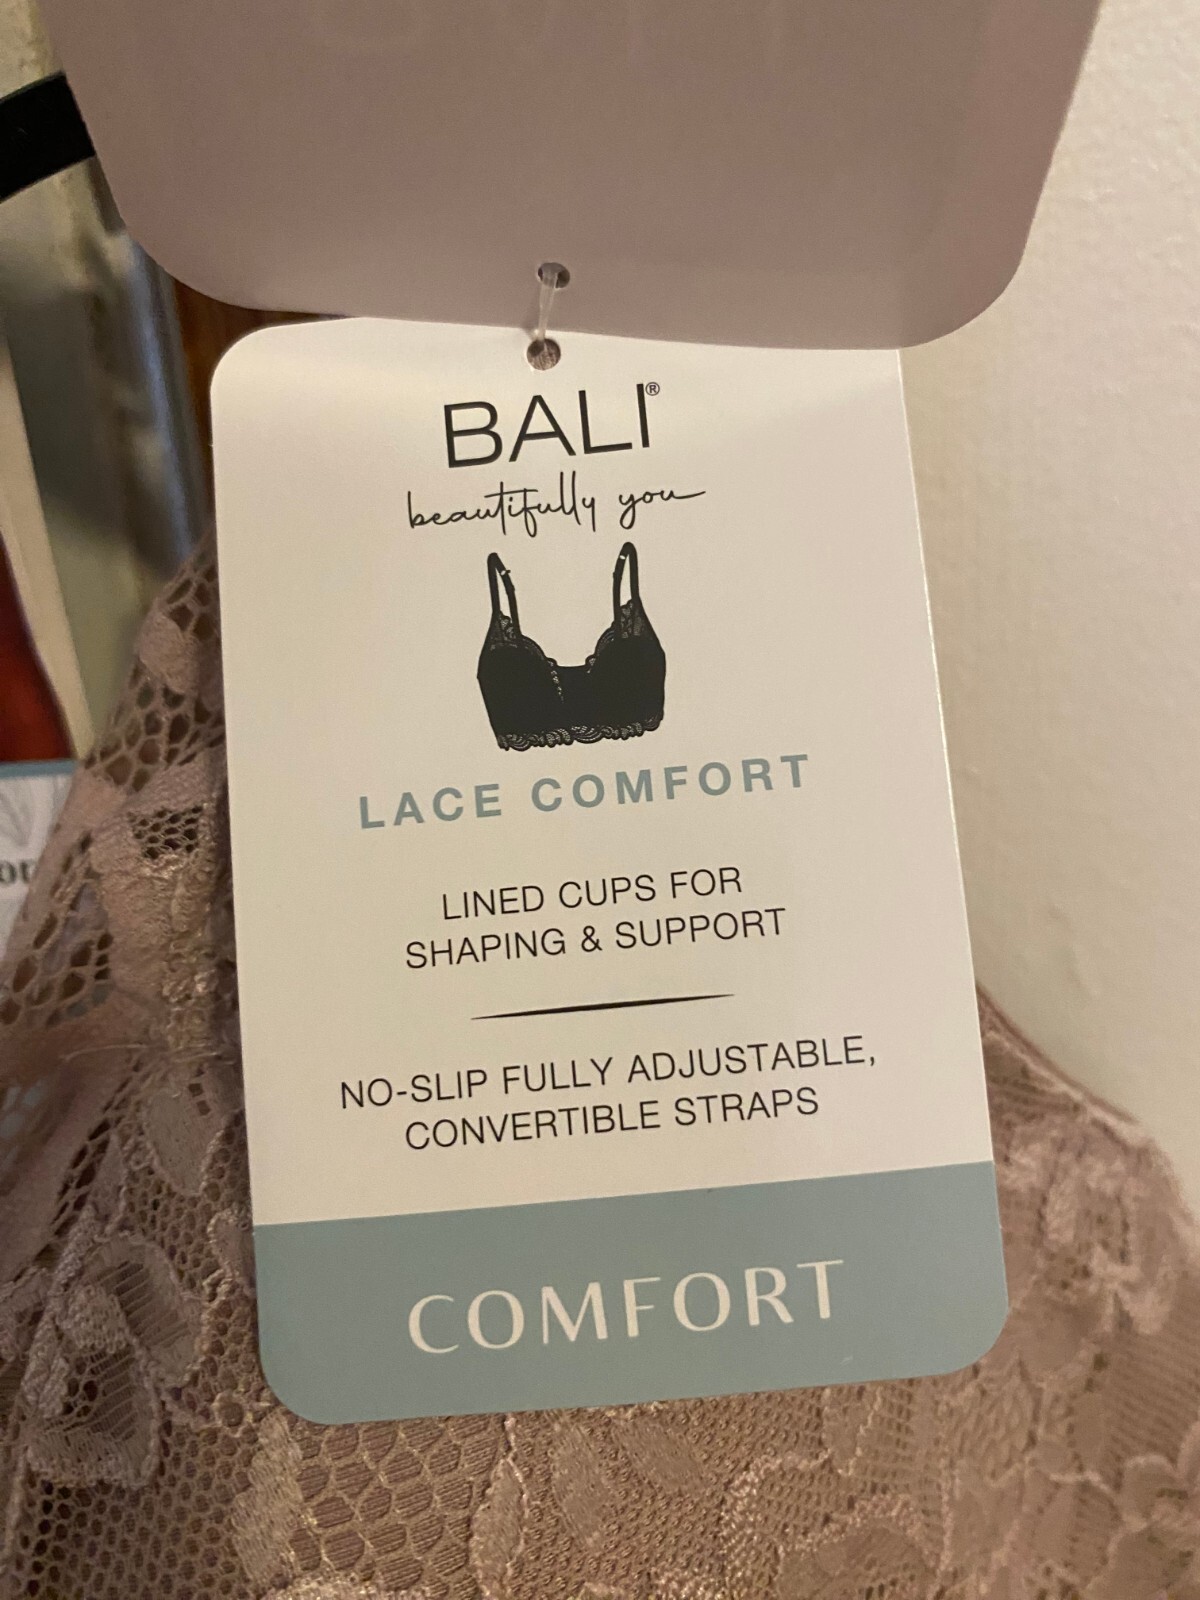 BALI®
beautifully you
LACE COMFORT
LINED CUPS FOR
SHAPING & SUPPORT
NO-SLIP FULLY ADJUSTABLE,
CONVERTIBLE STRAPS
COMFORT